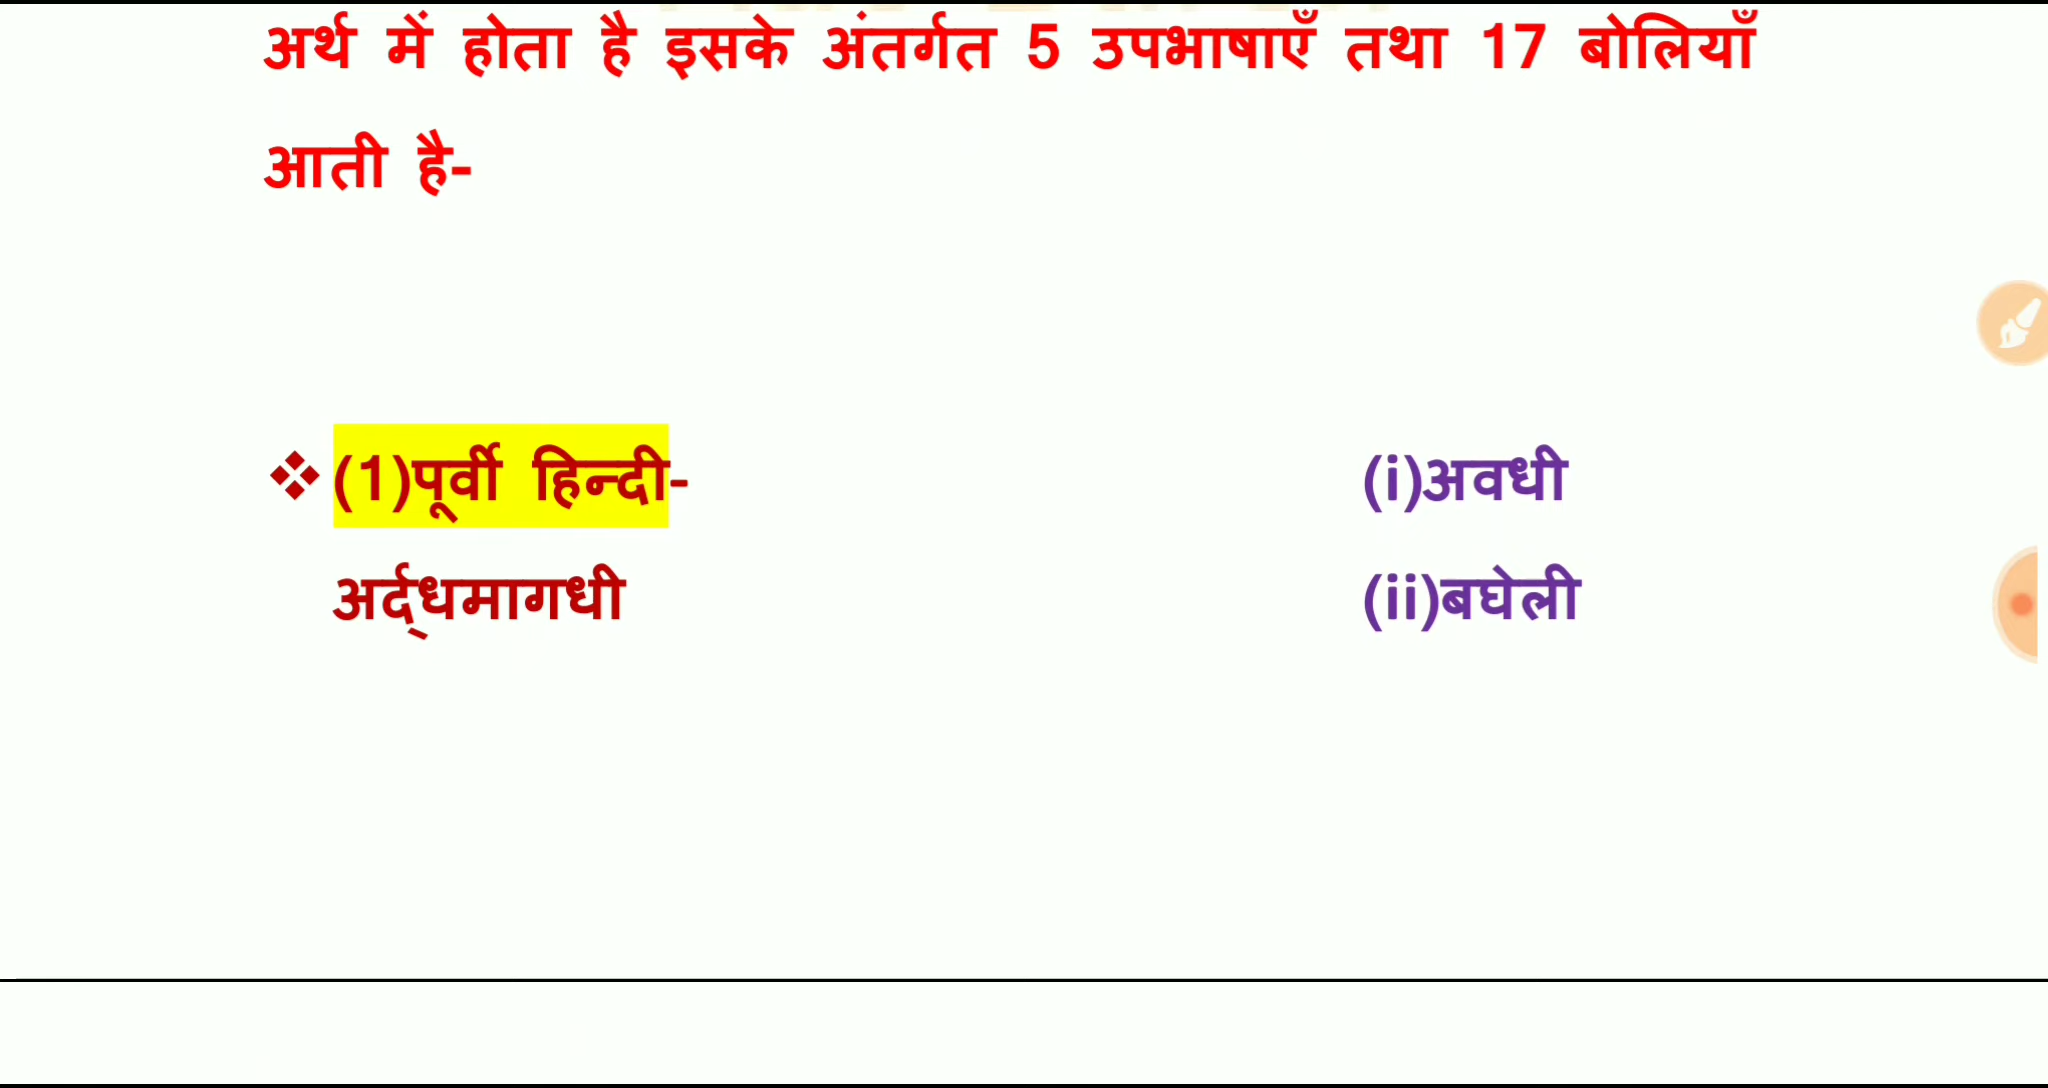 अर्थ में होता है इसके अंतर्गत 5 उपभाषाएँ तथा 17 बोलियाँ
आती है-
❖ (1)पूर्वी हिन्दी- (i)अवधी
अर्द्धमागधी (ii)बघेली